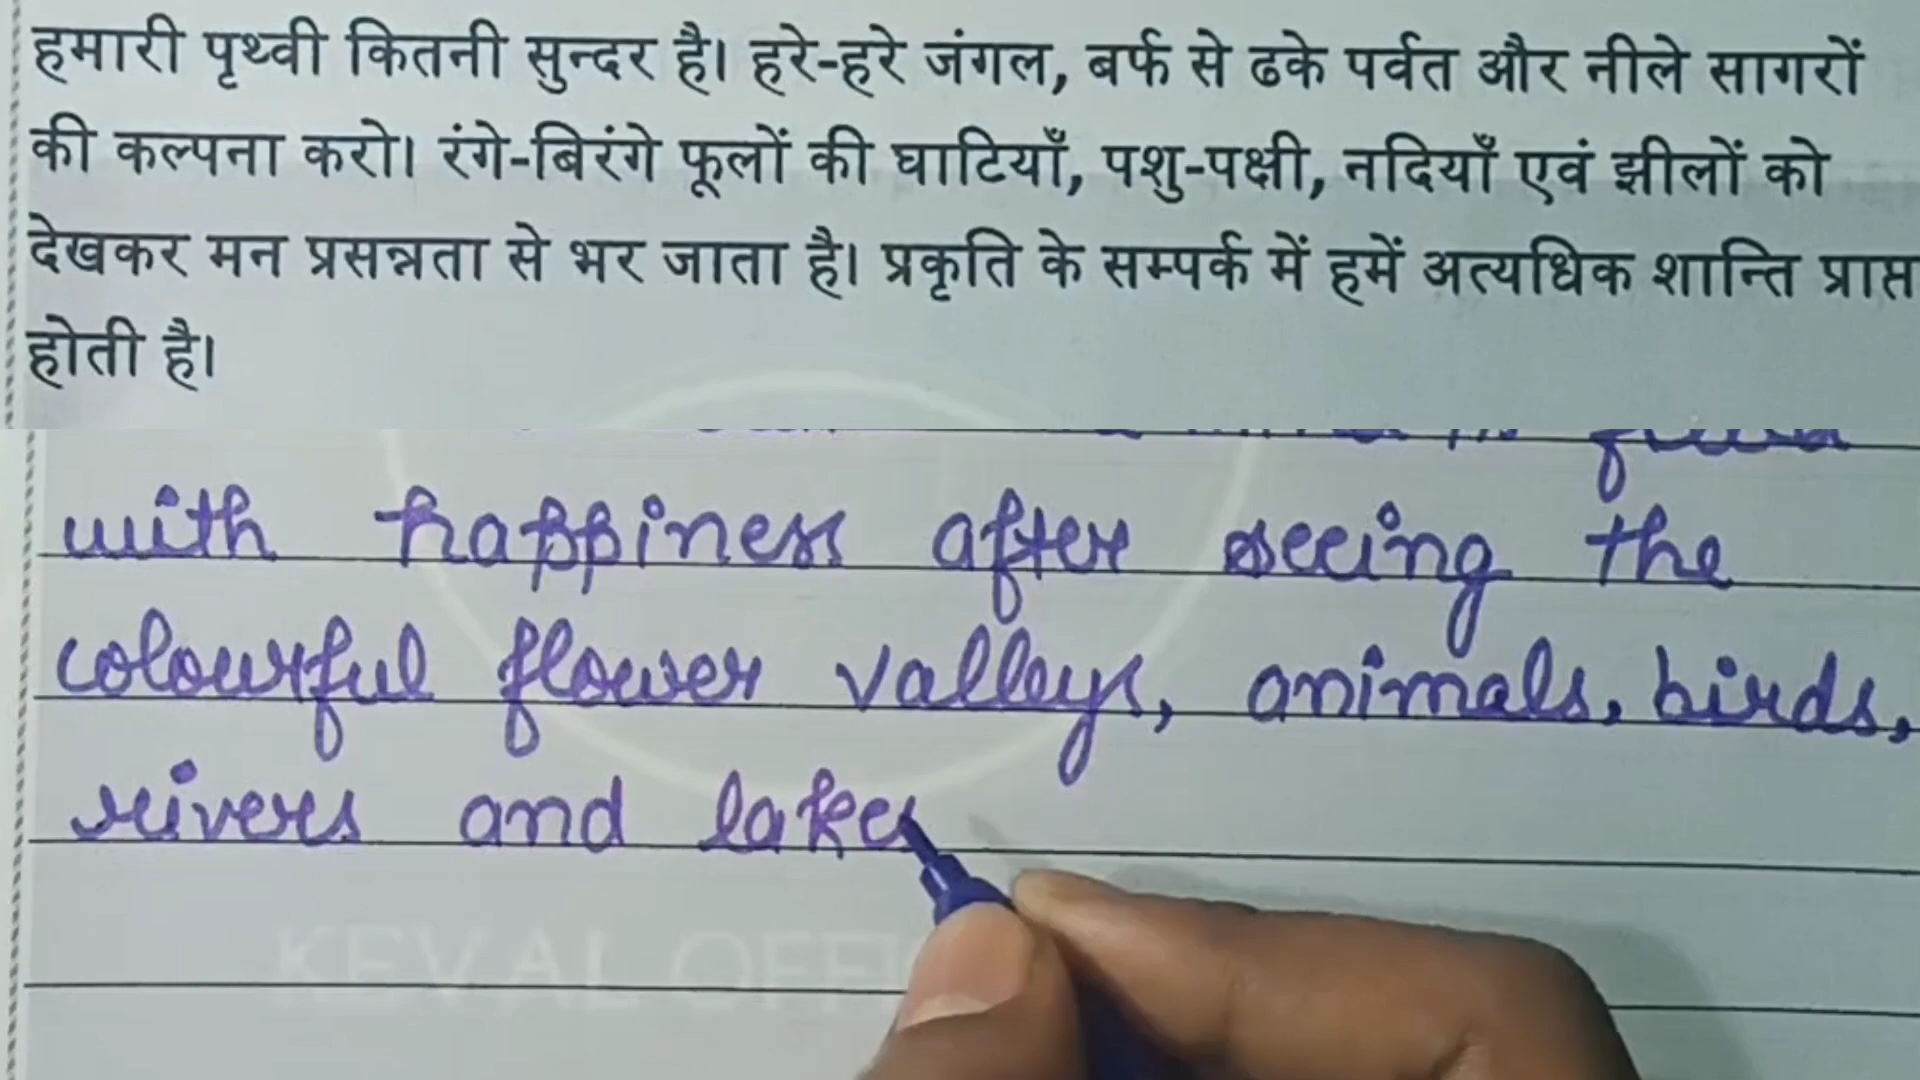 हमारी पृथ्वी कितनी सुन्दर है। हरे-हरे जंगल, बर्फ से ढके पर्वत और नीले सागरों
की कल्पना करो। रंगे-बिरंगे फूलों की घाटियाँ, पशु-पक्षी, नदियाँ एवं झीलों को
देखकर मन प्रसन्नता से भर जाता है। प्रकृति के सम्पर्क में हमें अत्यधिक शान्ति प्राप्त
होती है।
filled
with happiness after seeing the
colourful flower valleys, animals, birds,
rivers and lakes
KEVAL